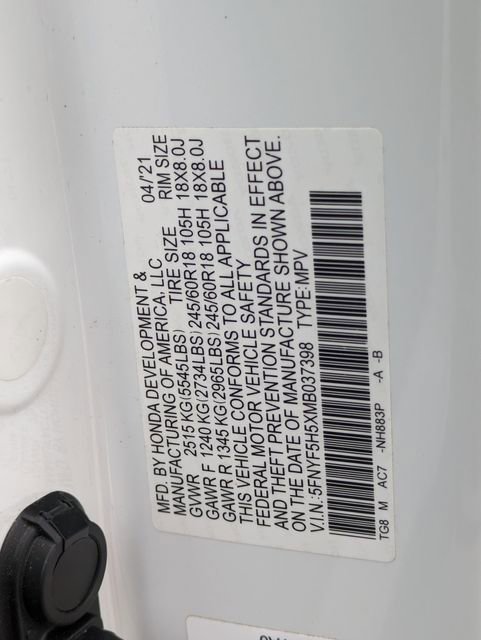 MFD. BY HONDA DEVELOPMENT & 04/'21
MANUFACTURING OF AMERICA, LLC
TIRE SIZE RIM SIZE
GVWR 2515 KG(5545LBS)
GAWR F 1240 KG(2734LBS) 245/60R18 105H 18X8.0J
GAWR R 1345 KG(2965LBS) 245/60R18 105H 18X8.0J
THIS VEHICLE CONFORMS TO ALL APPLICABLE
FEDERAL MOTOR VEHICLE SAFETY
AND THEFT PREVENTION STANDARDS IN EFFECT
ON THE DATE OF MANUFACTURE SHOWN ABOVE.
V.I.N.:5FNYF5H5XMB037398 TYPE:MPV
TG8 M AC7 -NH883P -A -B